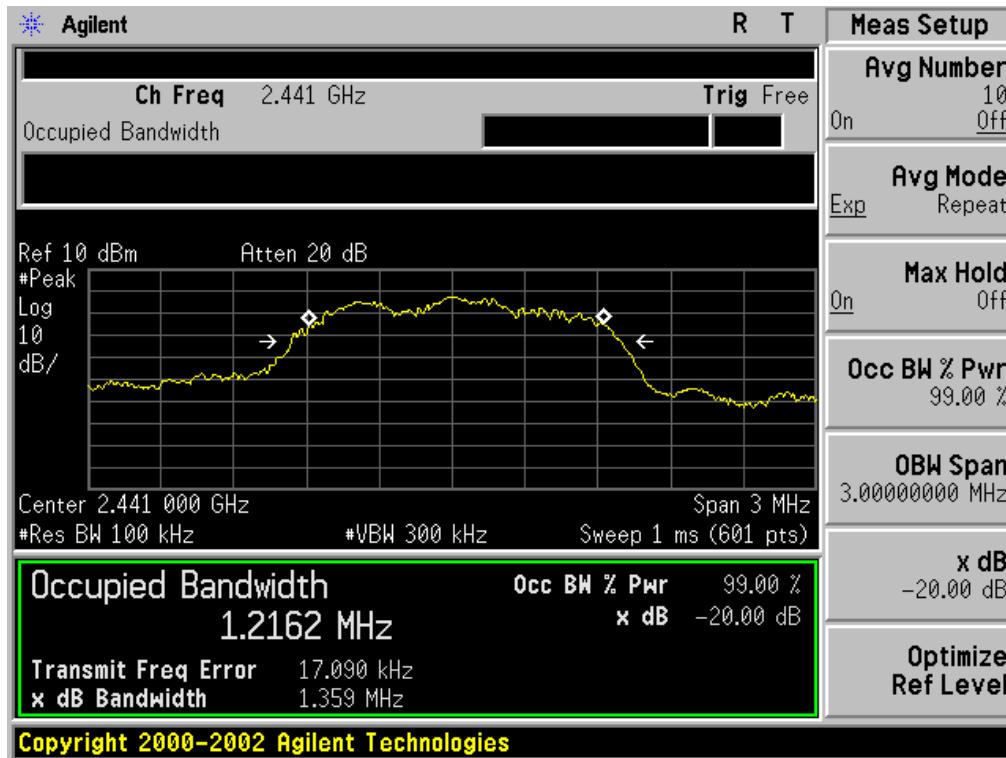 Agilent R T
Ch Freq 2.441 GHz Trig Free
Occupied Bandwidth
Ref 10 dBm Atten 20 dB
#Peak
Log
10
dB/
Center 2.441 000 GHz Span 3 MHz
#Res BW 100 kHz #VBW 300 kHz Sweep 1 ms (601 pts)
Occupied Bandwidth Occ BW % Pwr 99.00 %
1.2162 MHz x dB -20.00 dB
Transmit Freq Error 17.090 kHz
x dB Bandwidth 1.359 MHz
Copyright 2000-2002 Agilent Technologies
Meas Setup
Avg Number
10
On Off
Avg Mode
Exp Repeat
Max Hold
On Off
Occ BW % Pwr
99.00 %
OBW Span
3.00000000 MHz
x dB
-20.00 dB
Optimize
Ref Level